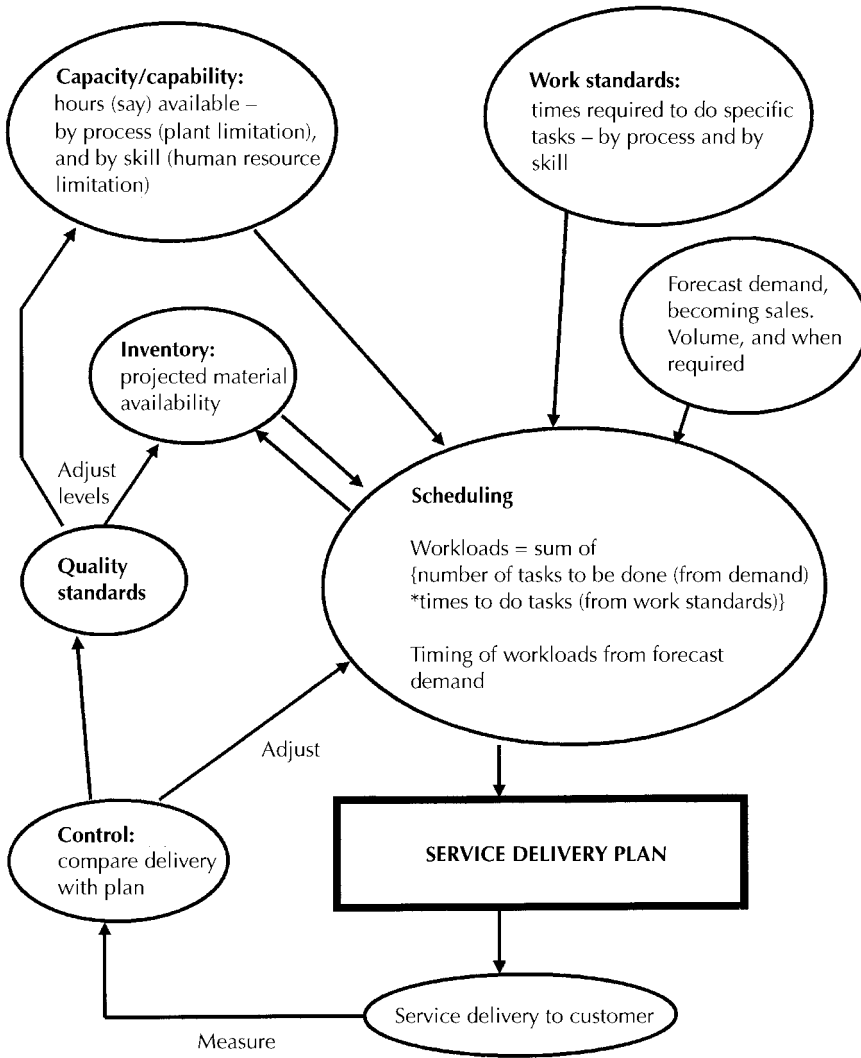 Capacity/capability:
hours (say) available –
by process (plant limitation),
and by skill (human resource
limitation)
Work standards:
times required to do specific
tasks – by process and by
skill
Forecast demand,
becoming sales.
Volume, and when
required
Inventory:
projected material
availability
Adjust
levels
Quality
standards
Scheduling
Workloads = sum of
{number of tasks to be done (from demand)
*times to do tasks (from work standards)}
Timing of workloads from forecast
demand
Adjust
Control:
compare delivery
with plan
SERVICE DELIVERY PLAN
Service delivery to customer
Measure